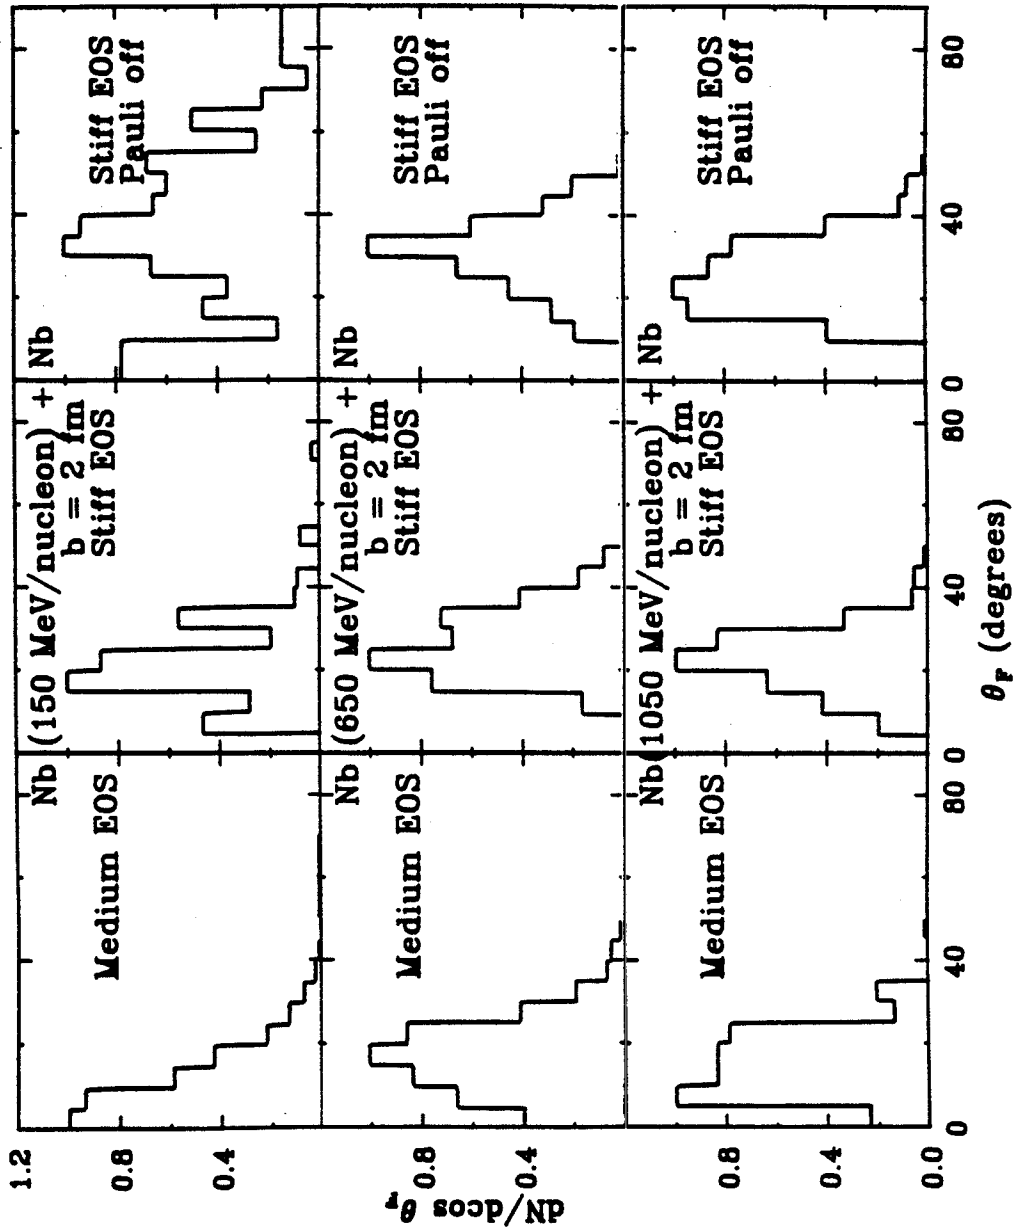 Nb (150 MeV/nucleon) + Nb
Medium EOS
b = 2 fm
Stiff EOS
Stiff EOS
Pauli off
1.2
0.8
0.4
Nb (650 MeV/nucleon) + Nb
Medium EOS
b = 2 fm
Stiff EOS
Stiff EOS
Pauli off
0.8
0.4
dN/dcos θF
Nb(1050 MeV/nucleon) + Nb
Medium EOS
b = 2 fm
Stiff EOS
Stiff EOS
Pauli off
0.8
0.4
0.0
0 40 80 0 40 80 0 40 80
θF (degrees)